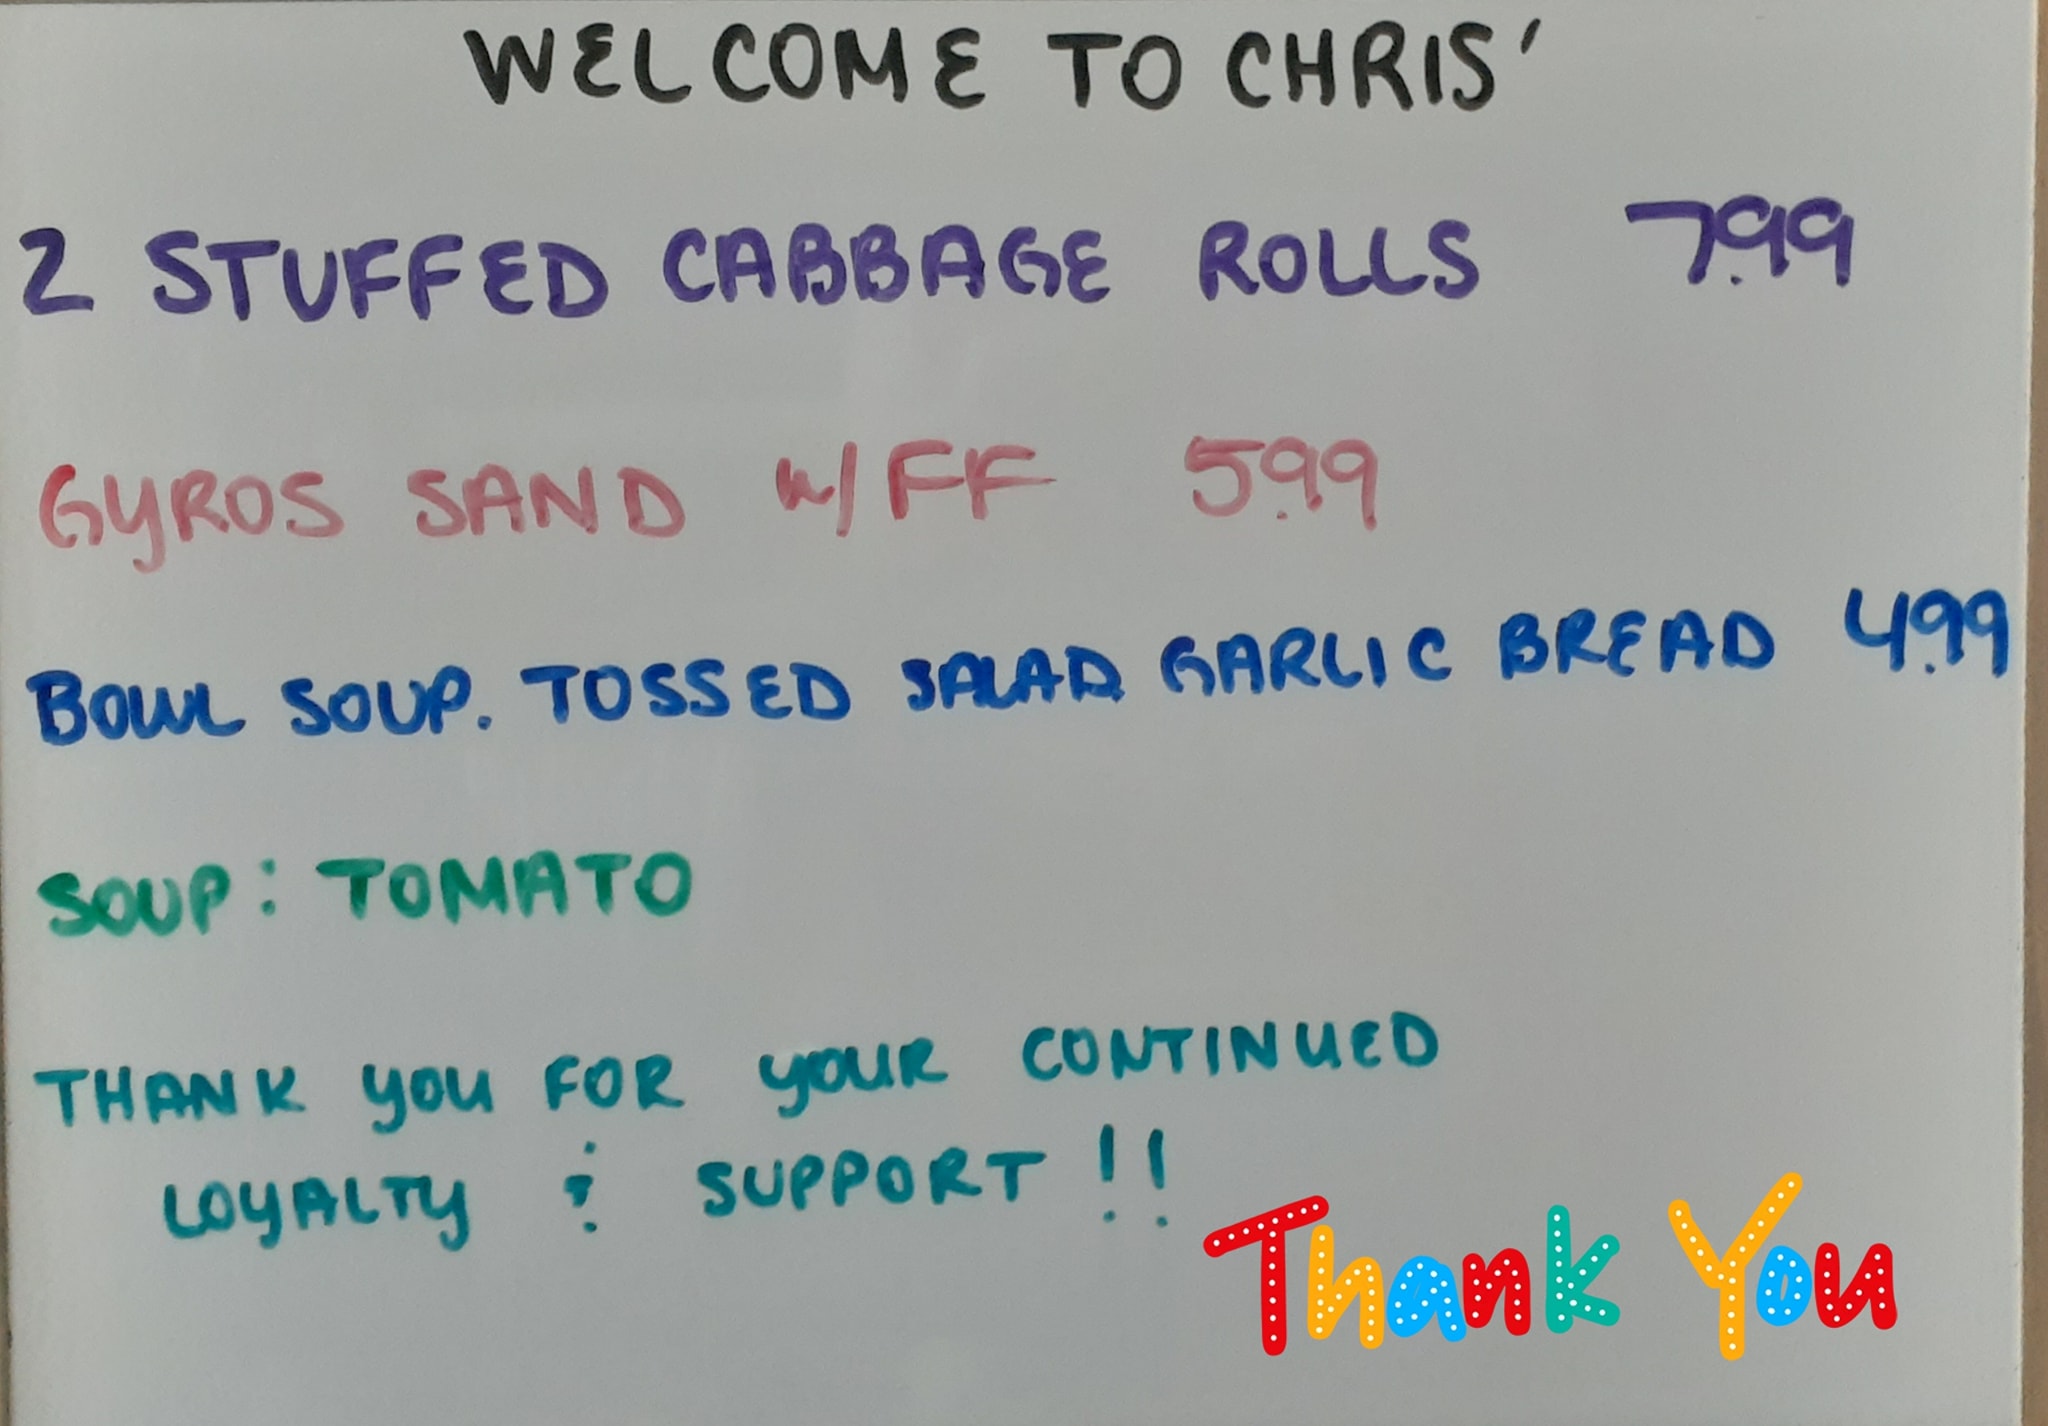 WELCOME TO CHRIS'
2 STUFFED CABBAGE ROLLS 7.99
GYROS SAND w/FF 5.99
BOWL SOUP. TOSSED SALAD GARLIC BREAD 4.99
SOUP: TOMATO
THANK YOU FOR YOUR CONTINUED
LOYALTY & SUPPORT!!
Thank You